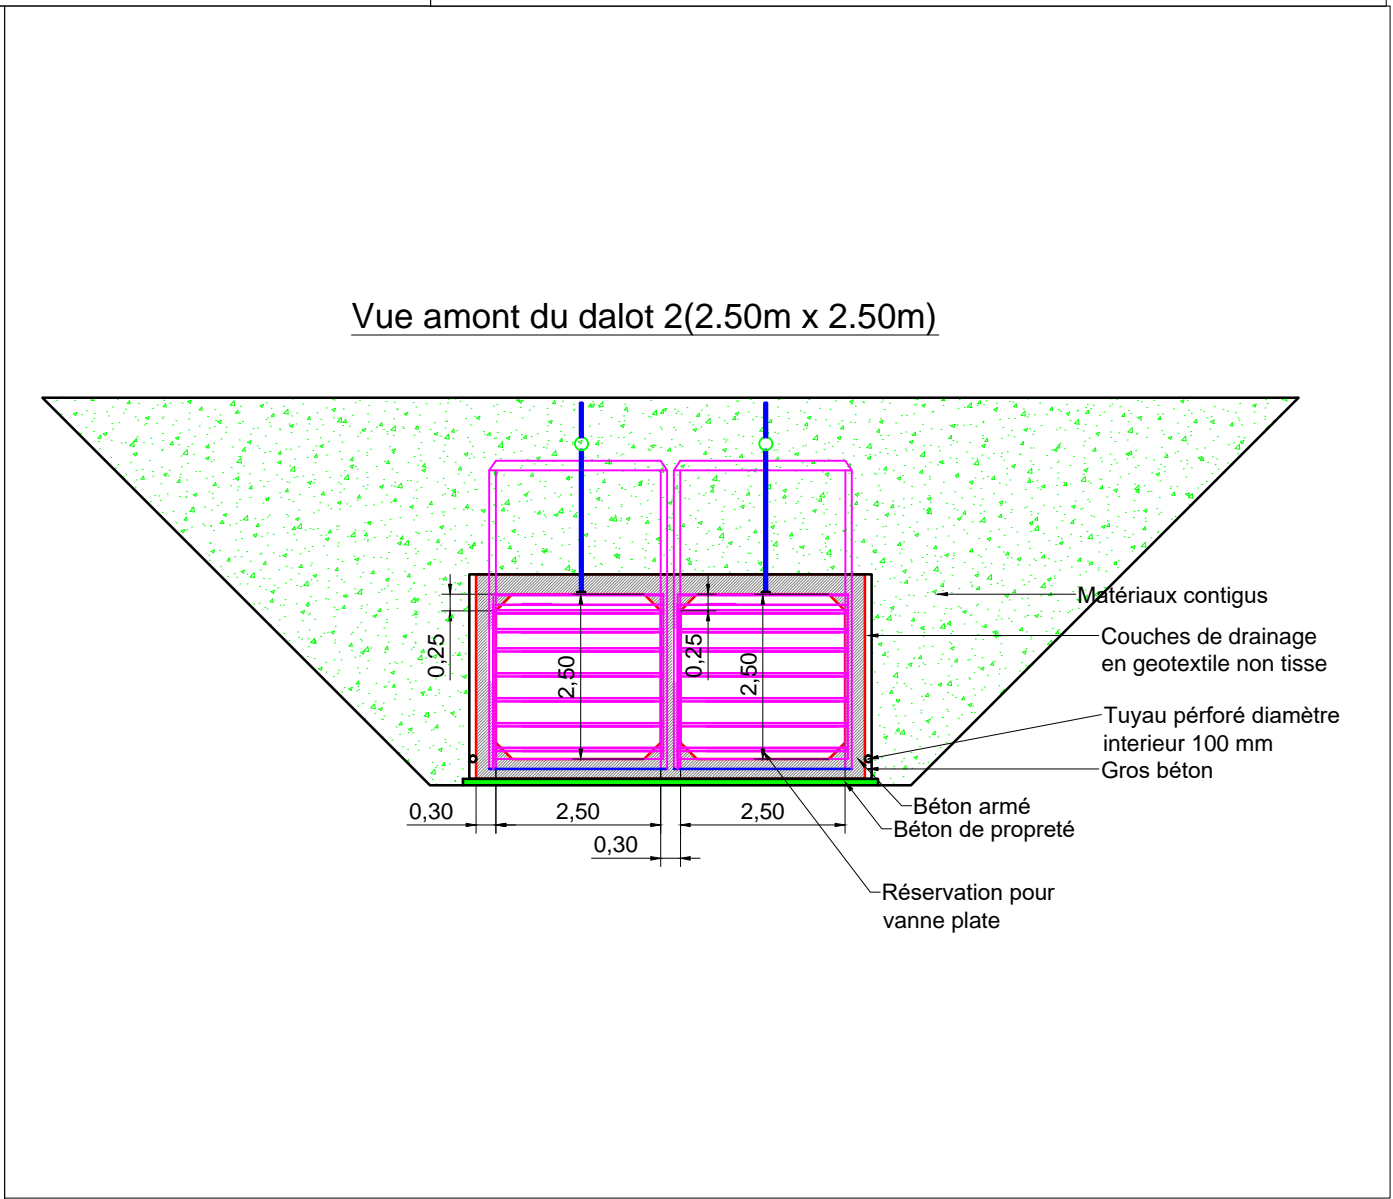 Vue amont du dalot 2(2.50m x 2.50m)
Matériaux contigus
Couches de drainage
en geotextile non tisse
0,25
2,50
0,25
2,50
Tuyau pérforé diamètre
interieur 100 mm
Gros béton
Béton armé
Béton de propreté
0,30
2,50
2,50
0,30
Réservation pour
vanne plate